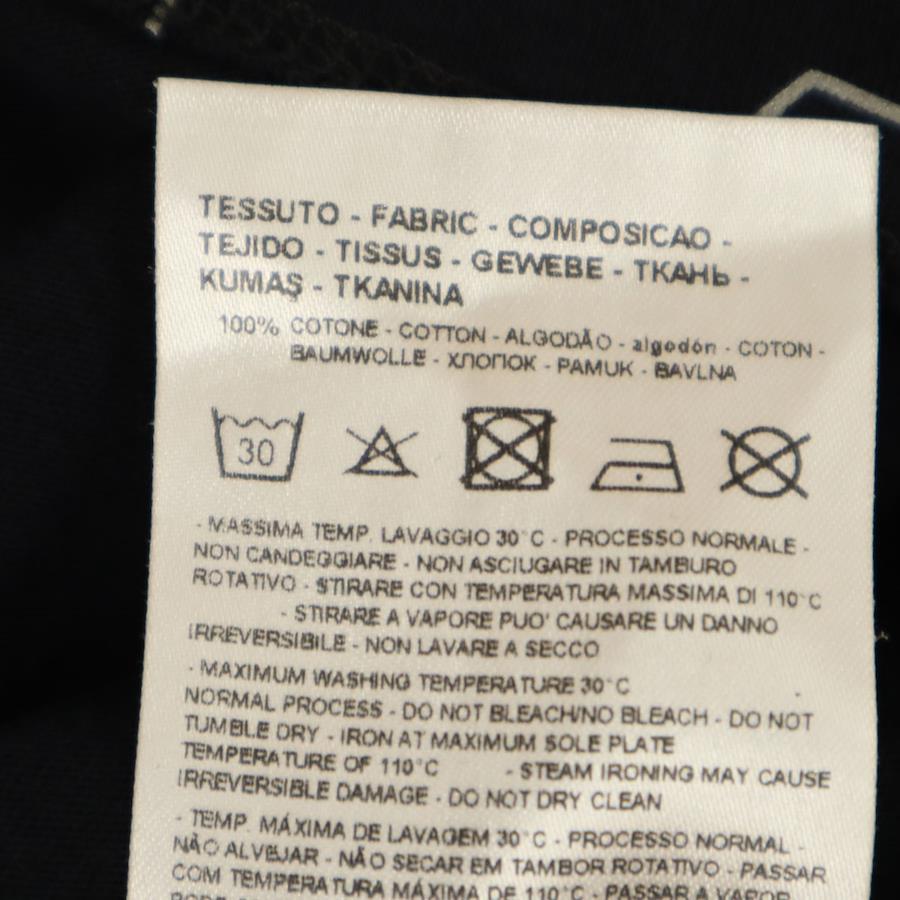 TESSUTO - FABRIC - COMPOSICAO -
TEJIDO - TISSUS - GEWEBE - ТКАНЬ -
KUMAŞ - TKANINA
100% COTONE - COTTON - ALGODÃO - algodón - COTON -
BAUMWOLLE - ХЛОПОК - PAMUK - BAVLNA
30
- MASSIMA TEMP. LAVAGGIO 30°C - PROCESSO NORMALE -
NON CANDEGGIARE - NON ASCIUGARE IN TAMBURO
ROTATIVO - STIRARE CON TEMPERATURA MASSIMA DI 110°C
- STIRARE A VAPORE PUO' CAUSARE UN DANNO
IRREVERSIBILE - NON LAVARE A SECCO
- MAXIMUM WASHING TEMPERATURE 30°C
NORMAL PROCESS - DO NOT BLEACH/NO BLEACH - DO NOT
TUMBLE DRY - IRON AT MAXIMUM SOLE PLATE
TEMPERATURE OF 110°C - STEAM IRONING MAY CAUSE
IRREVERSIBLE DAMAGE - DO NOT DRY CLEAN
- TEMP. MÁXIMA DE LAVAGEM 30°C - PROCESSO NORMAL -
NÃO ALVEJAR - NÃO SECAR EM TAMBOR ROTATIVO - PASSAR
COM TEMPERATURA MÁXIMA DE 110°C - PASSAR A VAPOR